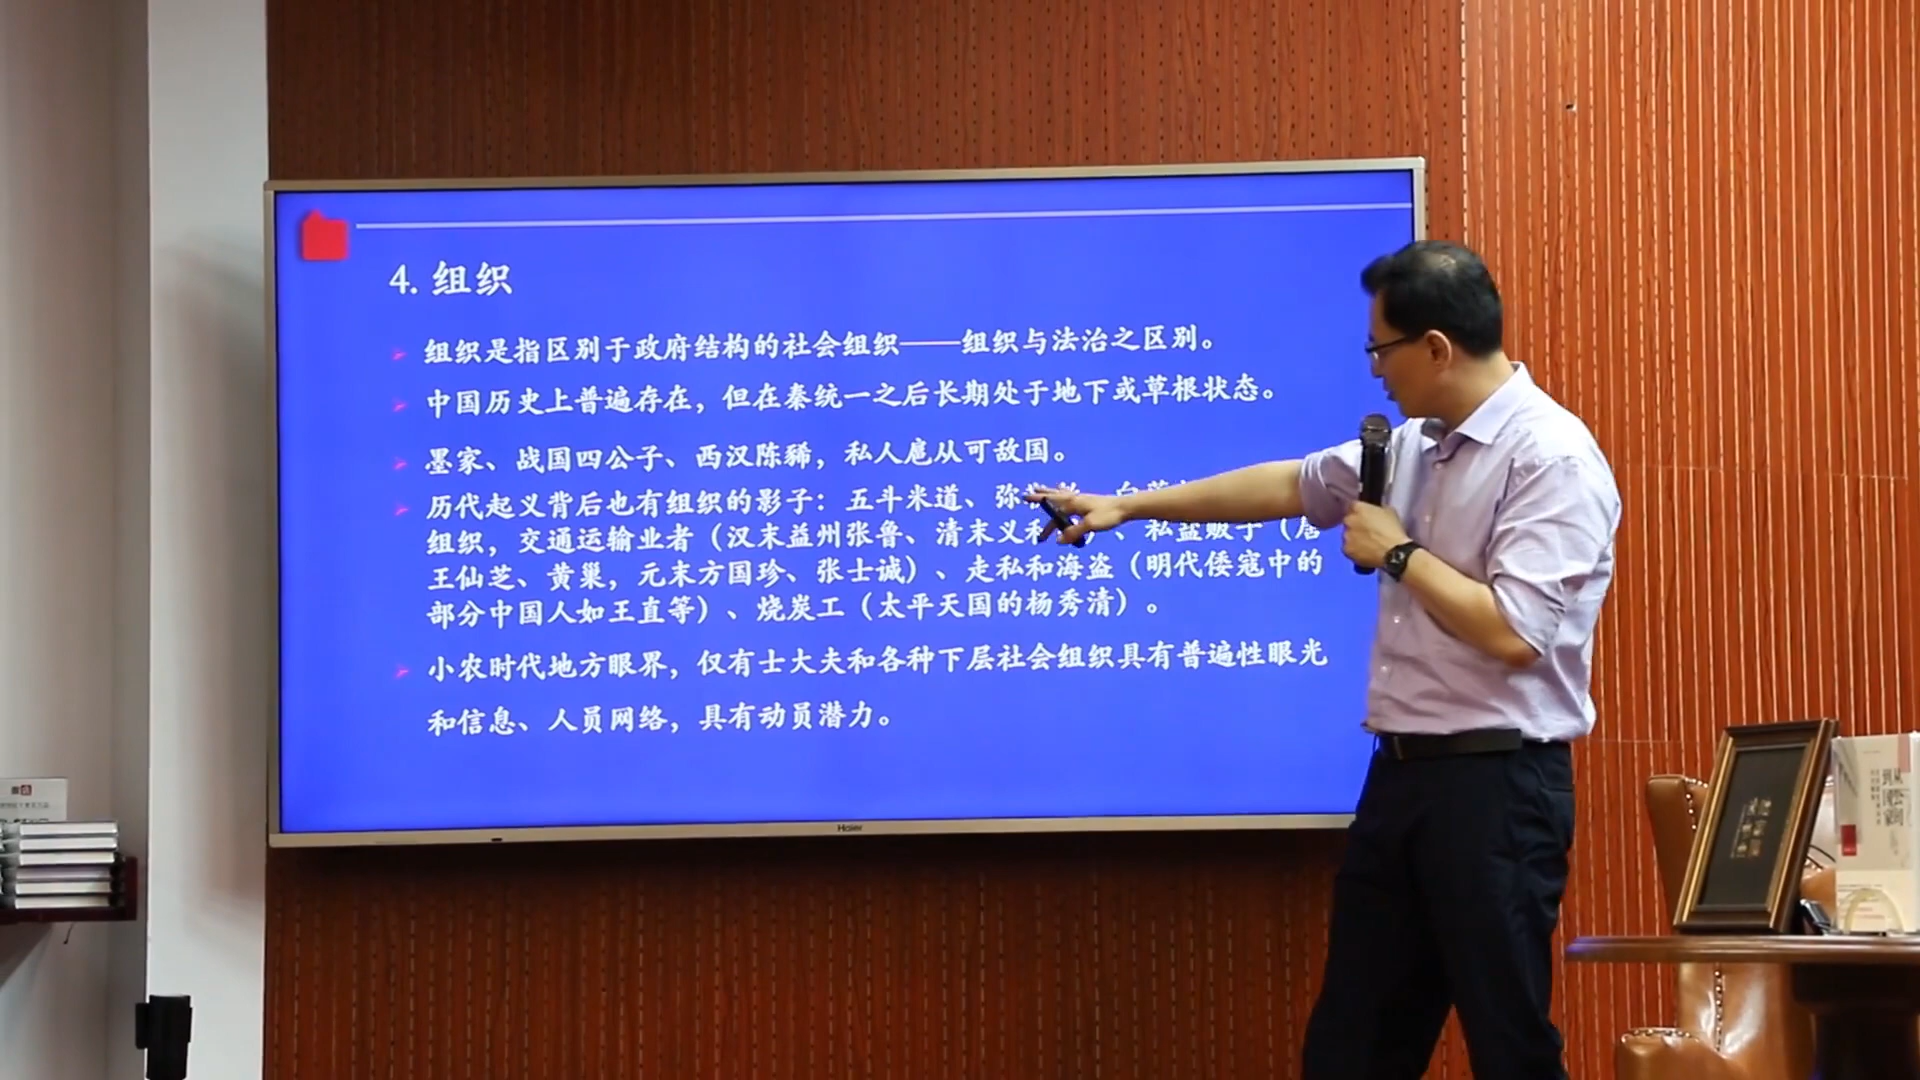 4. 组织
组织是指区别于政府结构的社会组织——组织与法治之区别。
中国历史上普遍存在，但在秦统一之后长期处于地下或草根状态。
墨家、战国四公子、西汉陈豨，私人扈从可敌国。
历代起义背后也有组织的影子：五斗米道、弥
组织，交通运输业者（汉末益州张鲁、清末义和）、私盐贩子（唐
王仙芝、黄巢，元末方国珍、张士诚）、走私和海盗（明代倭寇中的
部分中国人如王直等）、烧炭工（太平天国的杨秀清）。
小农时代地方眼界，仅有士大夫和各种下层社会组织具有普遍性眼光
和信息、人员网络，具有动员潜力。
Haier
从公司
到国家